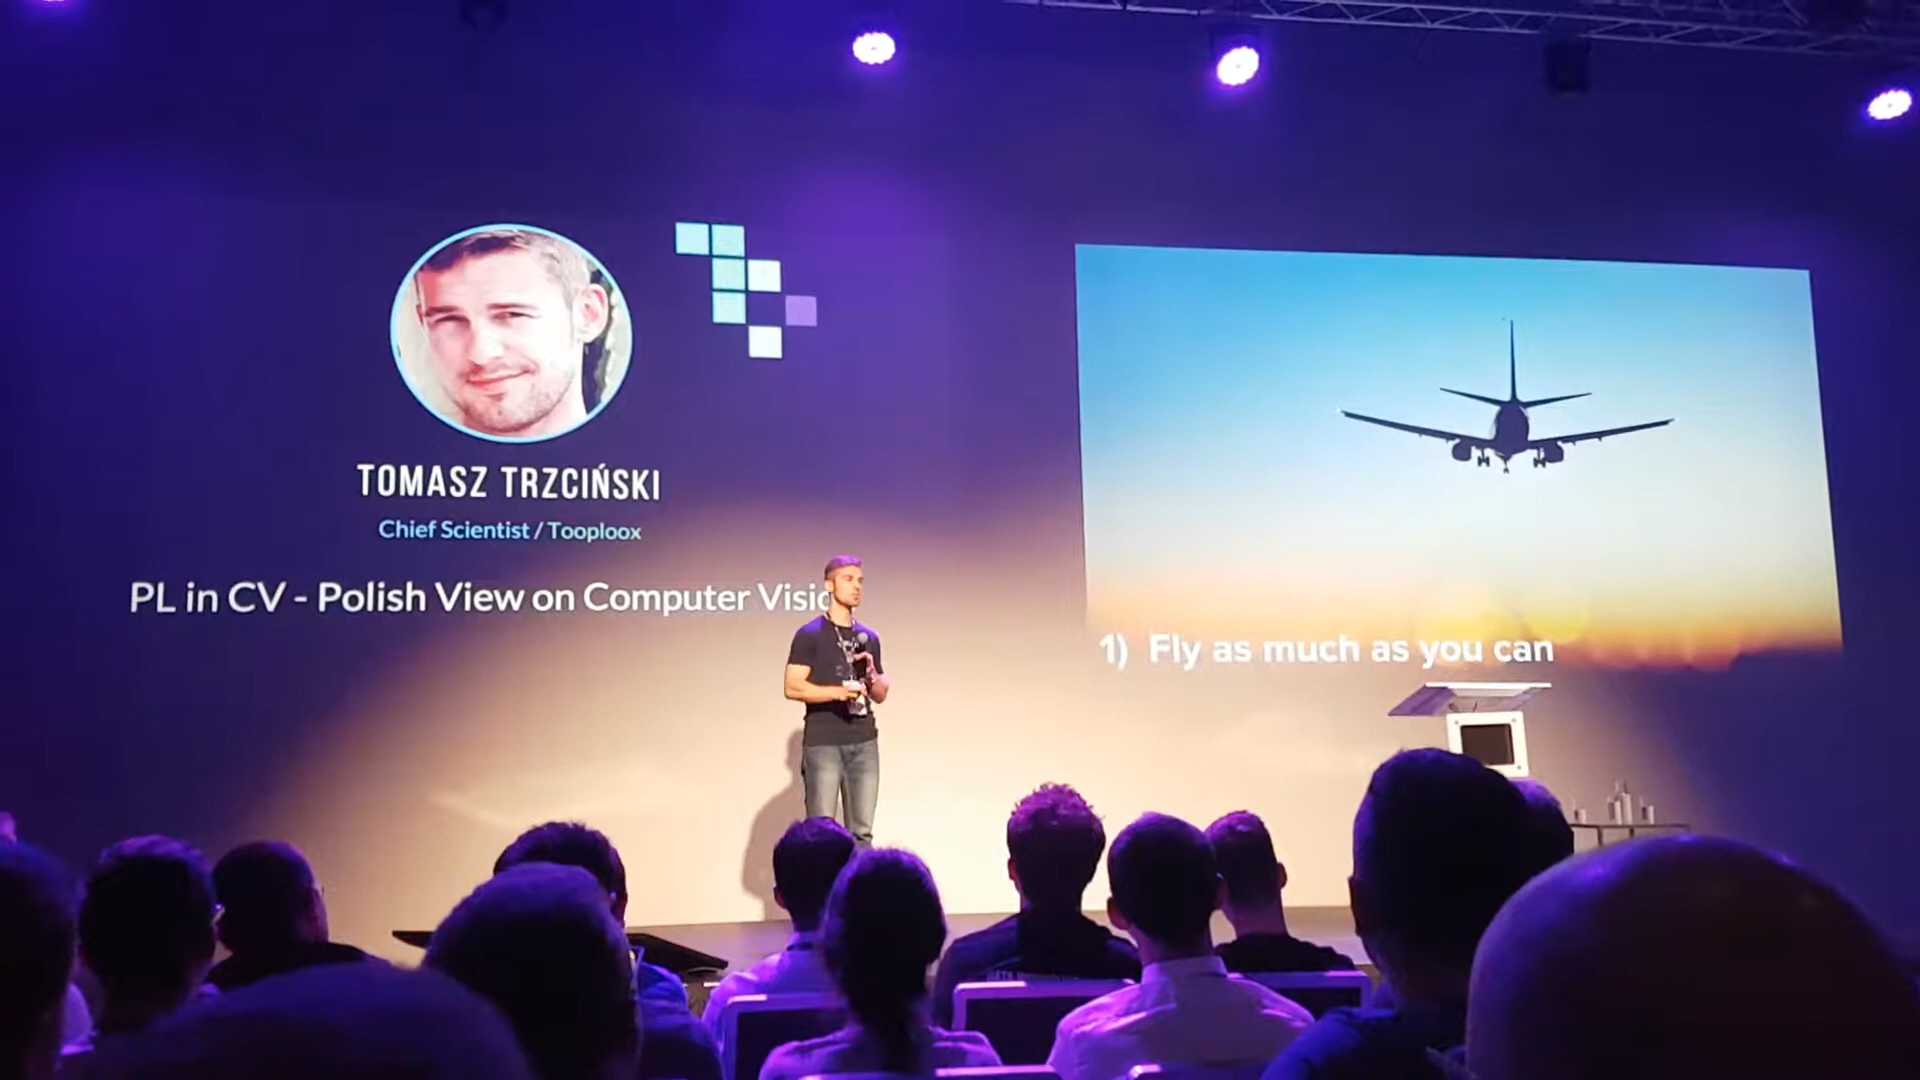 TOMASZ TRZCIŃSKI
Chief Scientist / Tooploox
PL in CV - Polish View on Computer
1) Fly as much as you can